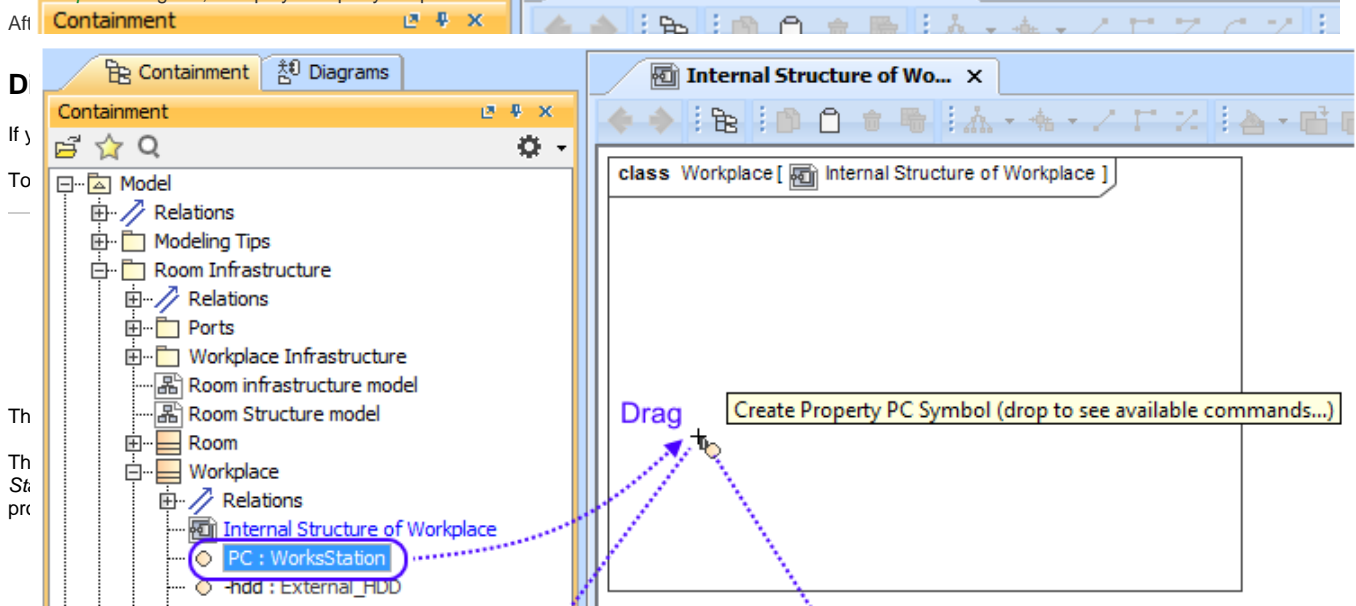 Containment
Containment
Diagrams
Internal Structure of Wo...
Containment
Model
class Workplace [ Internal Structure of Workplace ]
Relations
Modeling Tips
Room Infrastructure
Relations
Ports
Workplace Infrastructure
Room infrastructure model
Room Structure model
Drag
Create Property PC Symbol (drop to see available commands...)
Room
Workplace
Relations
Internal Structure of Workplace
PC : WorksStation
-hdd : External_HDD